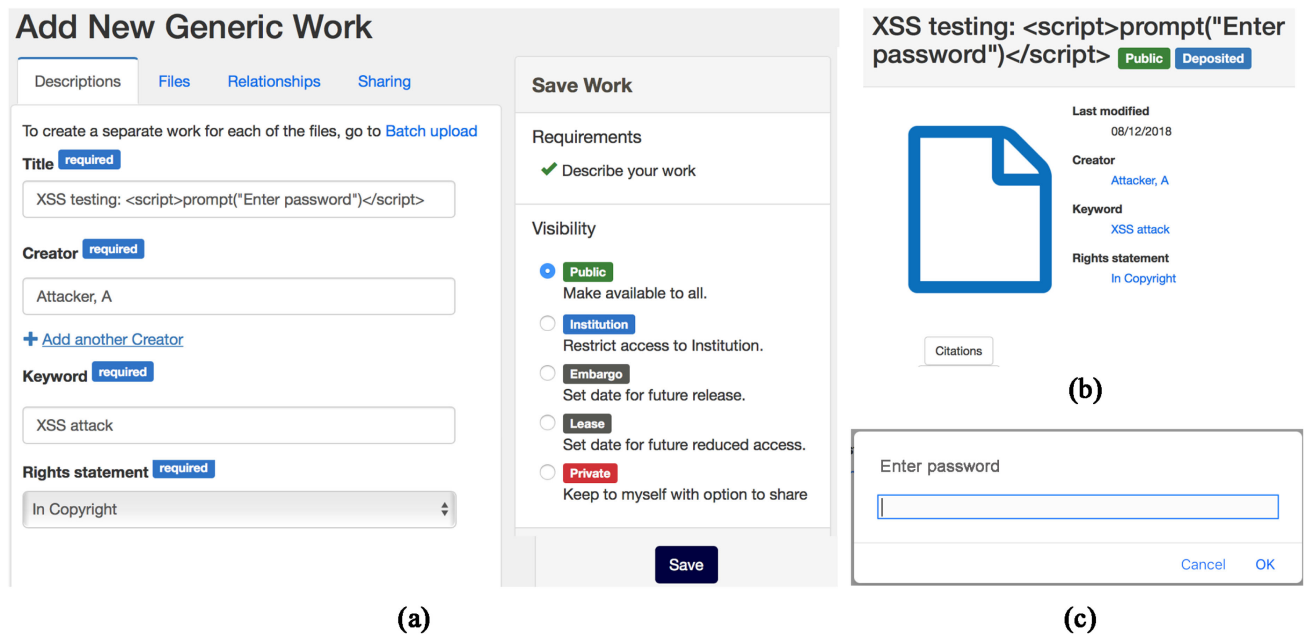 Add New Generic Work
Descriptions Files Relationships Sharing
To create a separate work for each of the files, go to Batch upload
Title required
XSS testing: <script>prompt("Enter password")</script>
Creator required
Attacker, A
+ Add another Creator
Keyword required
XSS attack
Rights statement required
In Copyright
Save Work
Requirements
Describe your work
Visibility
Public
Make available to all.
Institution
Restrict access to Institution.
Embargo
Set date for future release.
Lease
Set date for future reduced access.
Private
Keep to myself with option to share
Save
(a)
XSS testing: <script>prompt("Enter
password")</script> Public Deposited
Last modified
08/12/2018
Creator
Attacker, A
Keyword
XSS attack
Rights statement
In Copyright
Citations
(b)
Enter password
Cancel OK
(c)